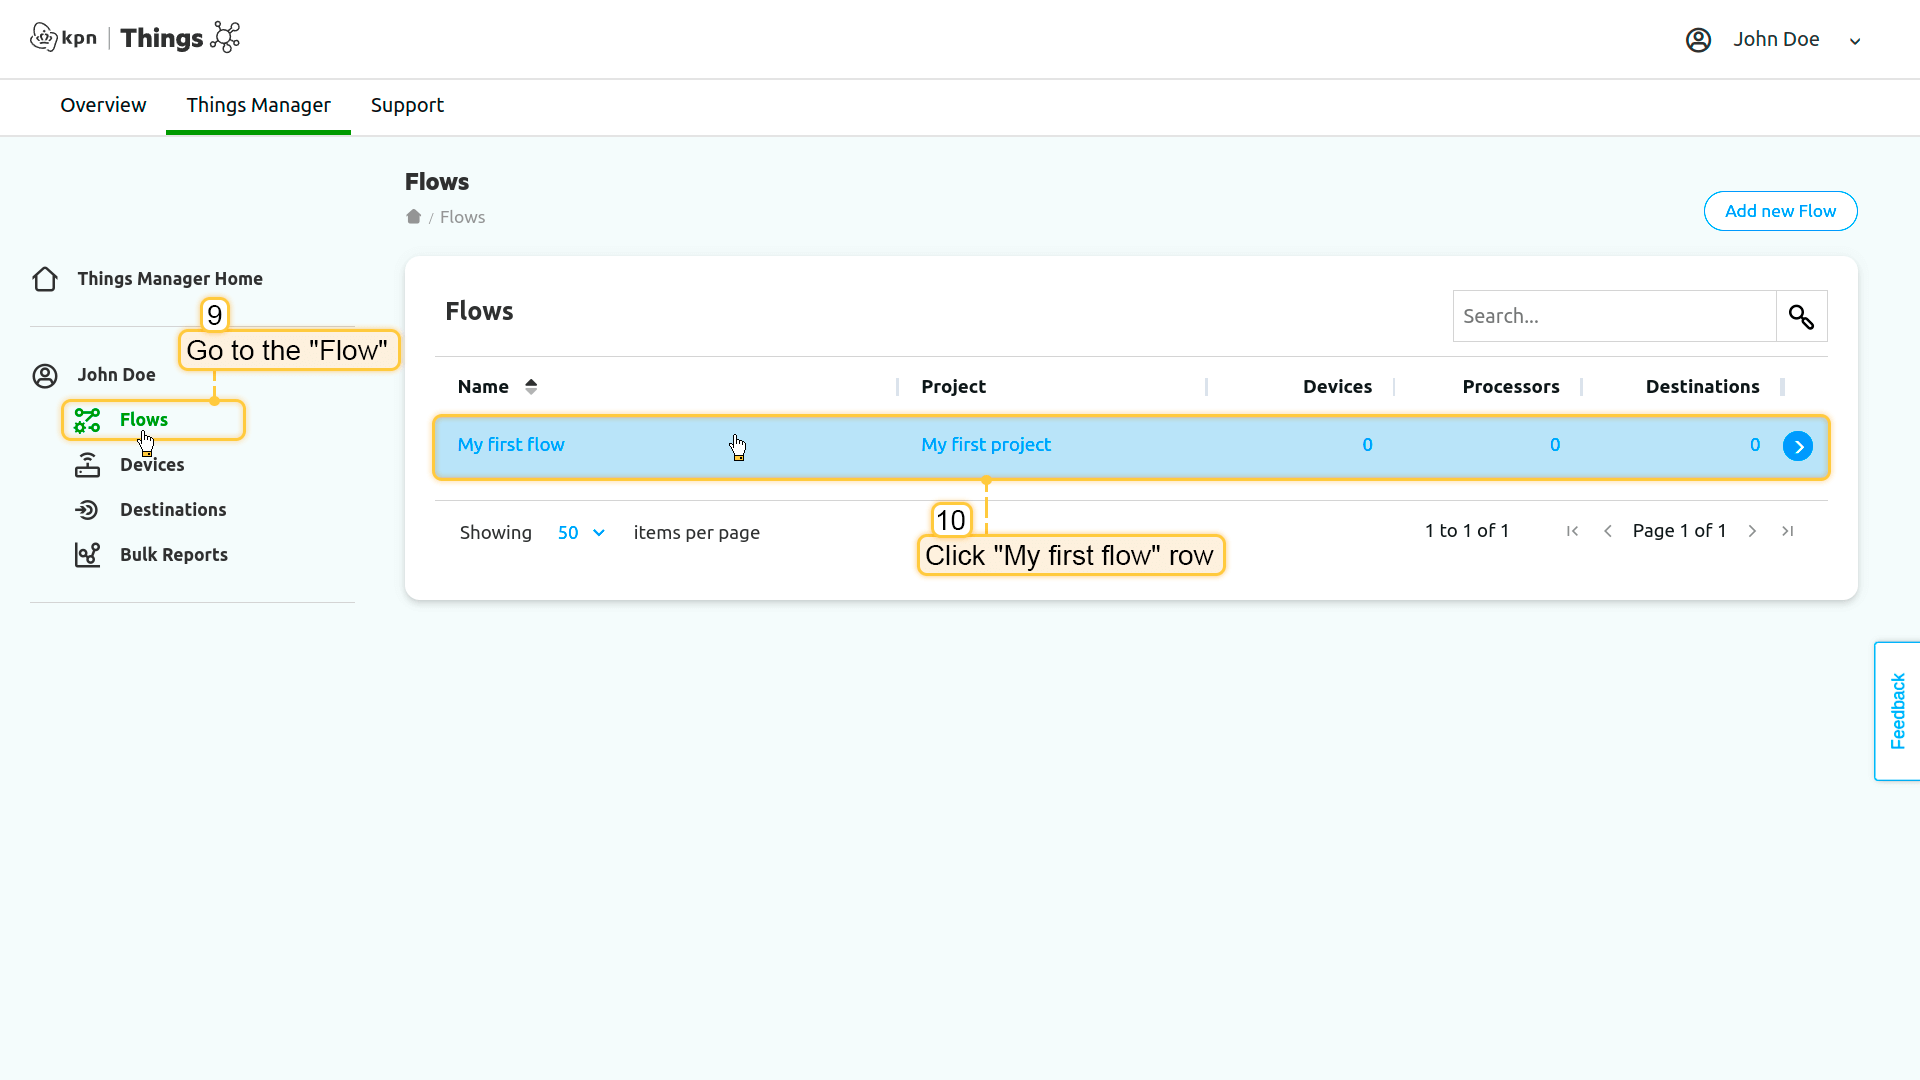 kpn | Things
John Doe
Overview Things Manager Support
Flows
/ Flows
Add new Flow
Things Manager Home
9
Go to the "Flow"
John Doe
Flows
Devices
Destinations
Bulk Reports
Flows
Search...
Name Project Devices Processors Destinations
My first flow My first project 0 0 0
Showing 50 items per page
1 to 1 of 1 Page 1 of 1
10
Click "My first flow" row
Feedback